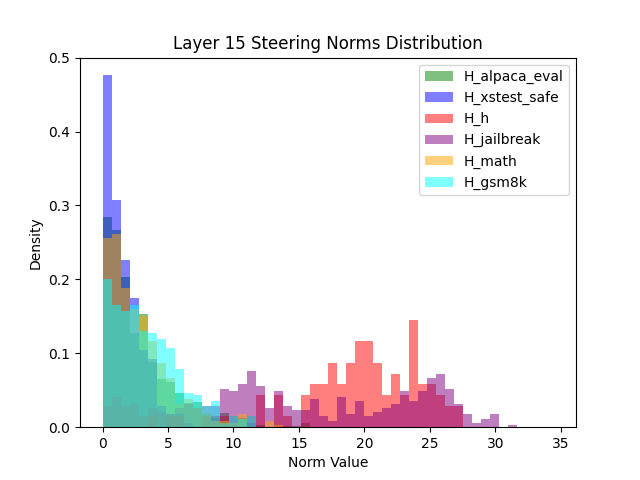 Layer 15 Steering Norms Distribution
H_alpaca_eval
H_xstest_safe
H_h
H_jailbreak
H_math
H_gsm8k
Density
0.5
0.4
0.3
0.2
0.1
0.0
0 5 10 15 20 25 30 35
Norm Value